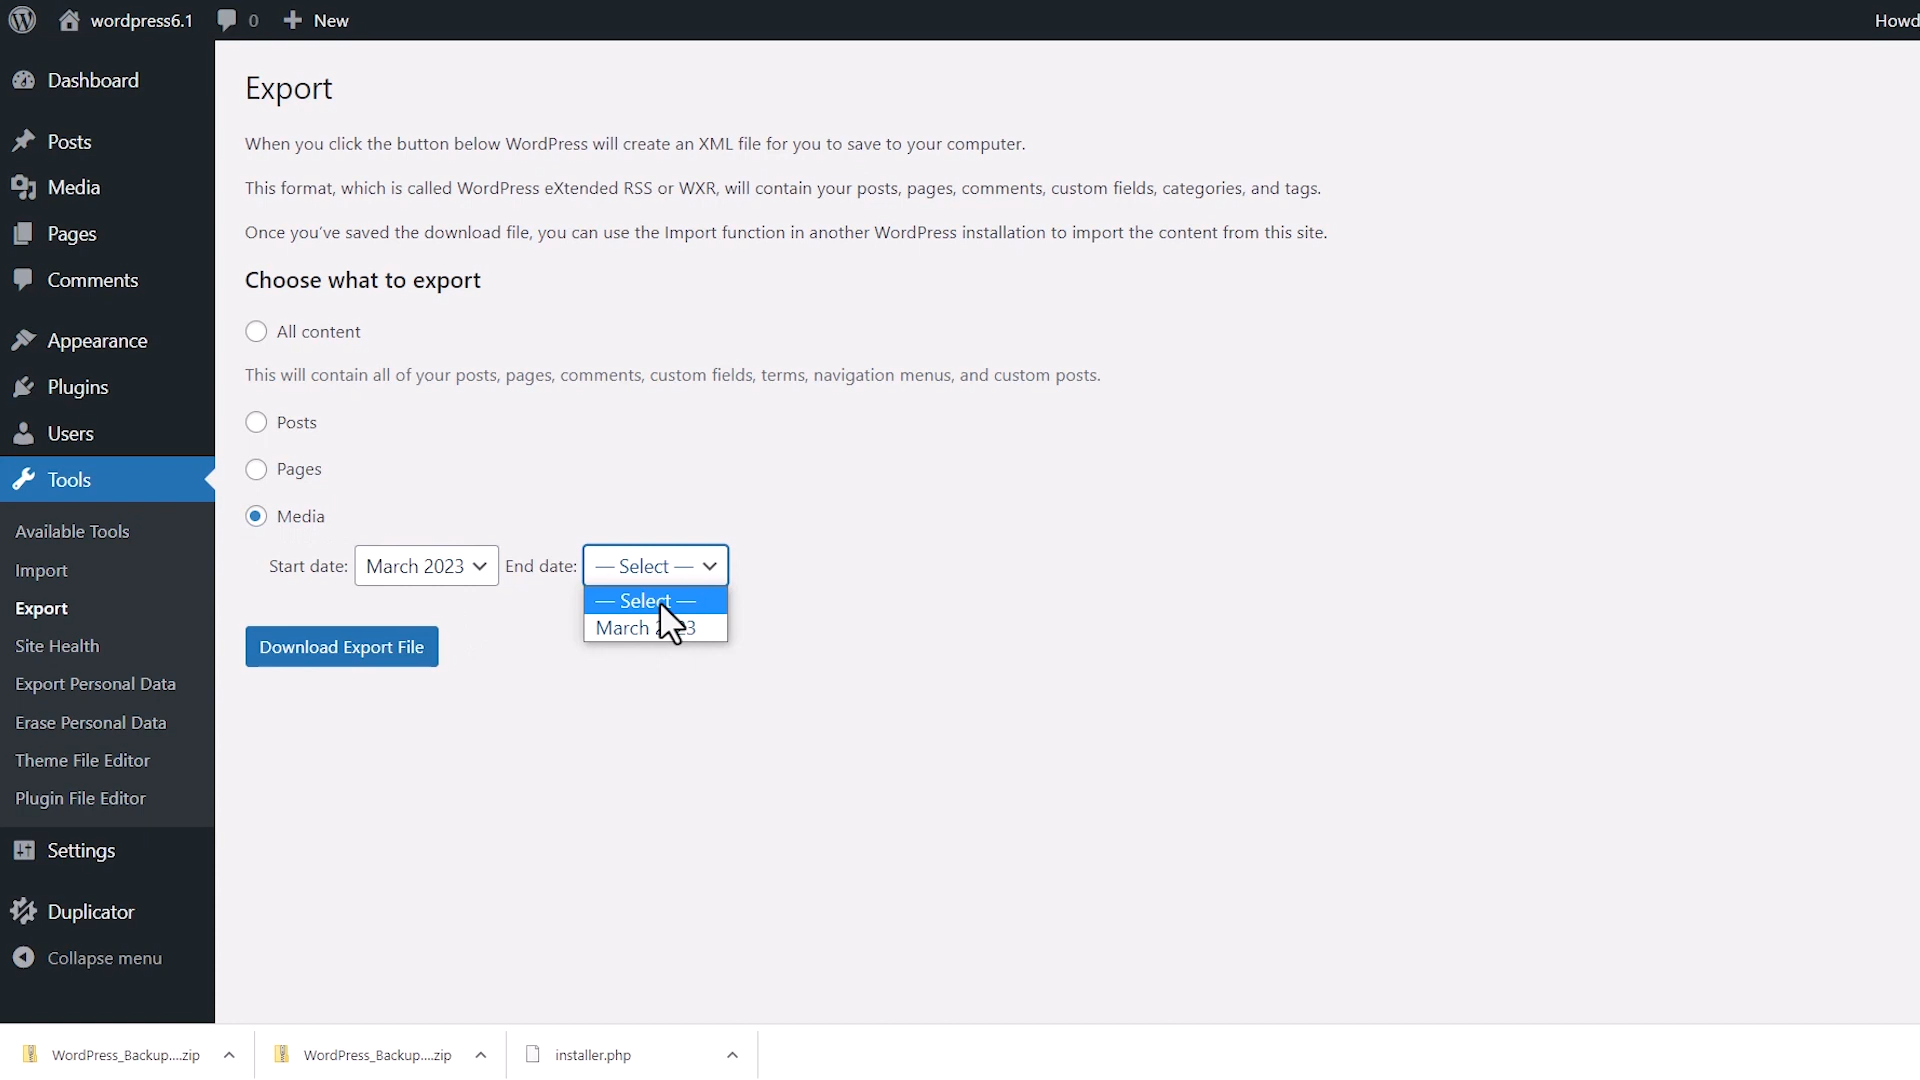 wordpress6.1 0 New Howd
Dashboard
Posts
Media
Pages
Comments
Appearance
Plugins
Users
Tools
Available Tools
Import
Export
Site Health
Export Personal Data
Erase Personal Data
Theme File Editor
Plugin File Editor
Settings
Duplicator
Collapse menu
Export
When you click the button below WordPress will create an XML file for you to save to your computer.
This format, which is called WordPress eXtended RSS or WXR, will contain your posts, pages, comments, custom fields, categories, and tags.
Once you've saved the download file, you can use the Import function in another WordPress installation to import the content from this site.
Choose what to export
All content
This will contain all of your posts, pages, comments, custom fields, terms, navigation menus, and custom posts.
Posts
Pages
Media
Start date: March 2023 End date: — Select —
— Select —
March 2023
Download Export File
WordPress_Backup....zip WordPress_Backup....zip installer.php